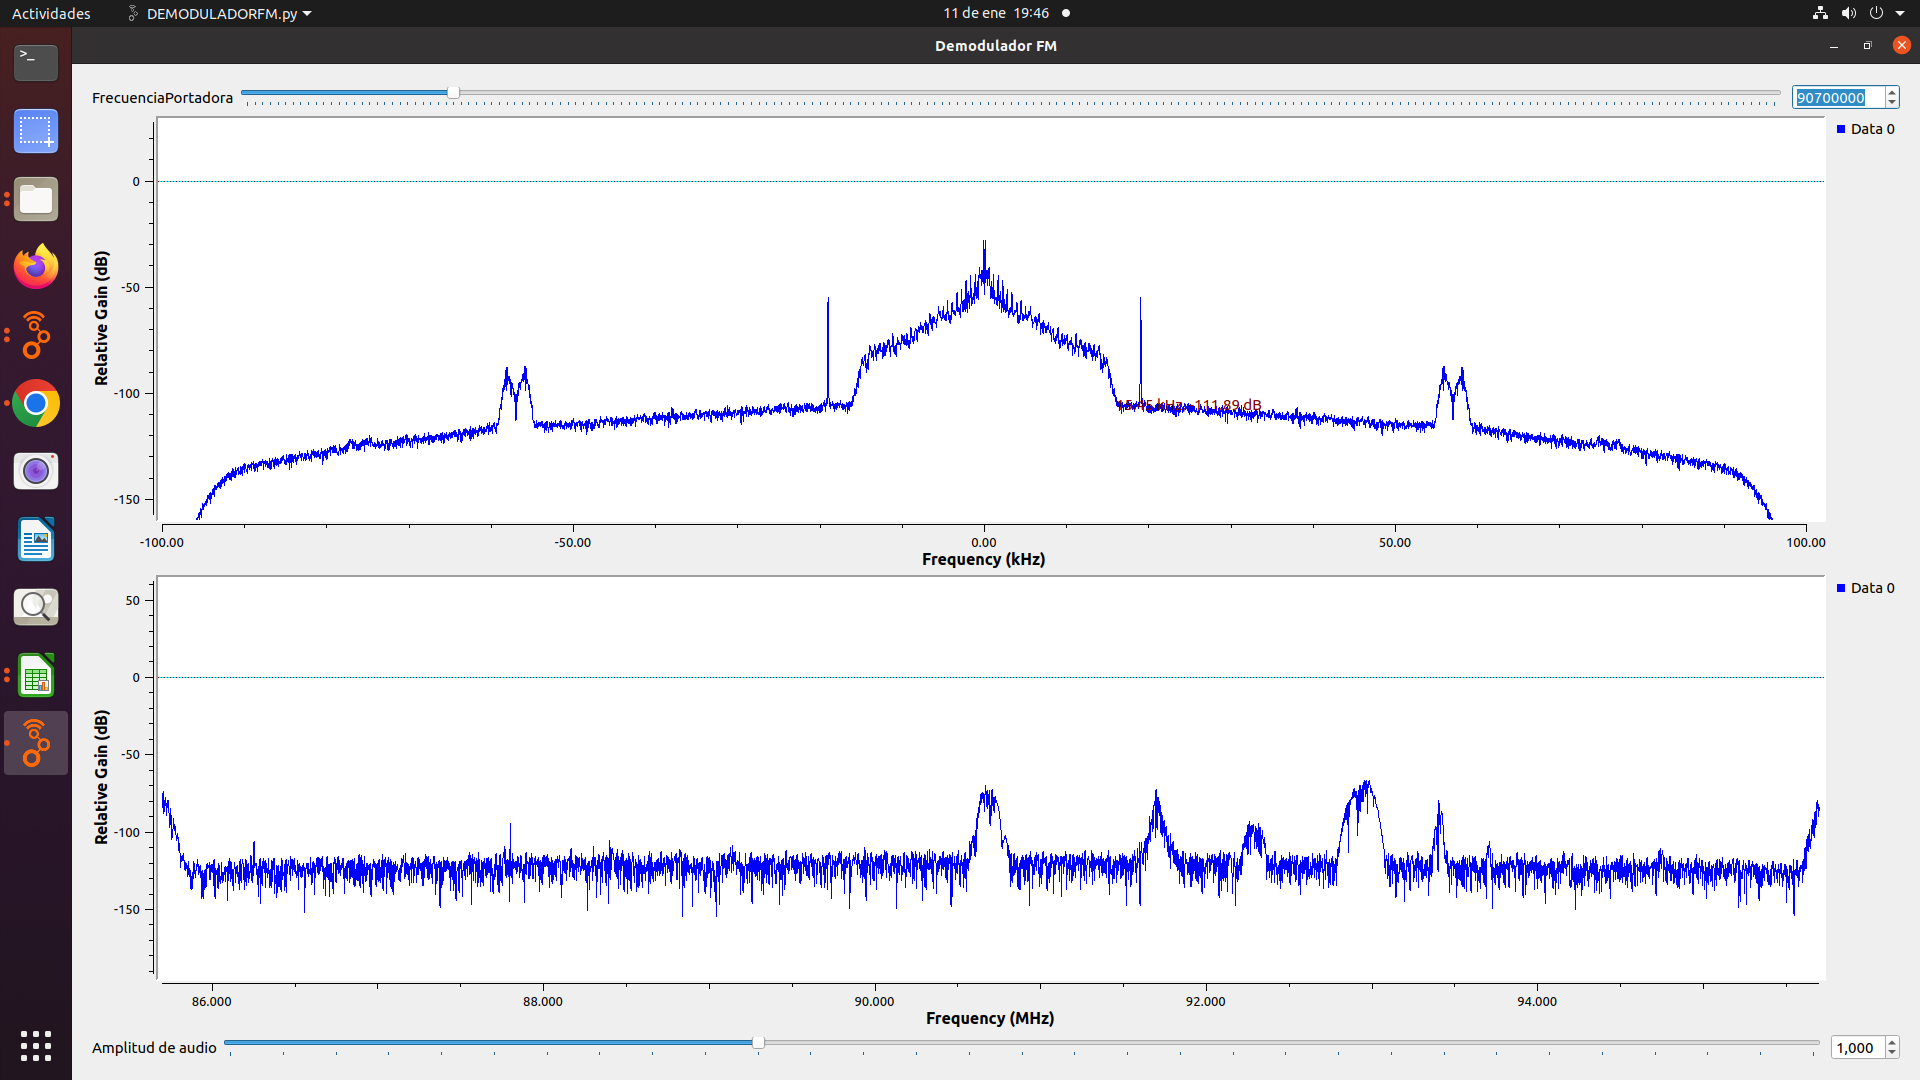 Actividades DEMODULADORFM.py 11 de ene 19:46
Demodulador FM
FrecuenciaPortadora 90700000
Data 0
Relative Gain (dB)
0
-50
-100
-150
111.89 dB
-100.00 -50.00 0.00 50.00 100.00
Frequency (kHz)
Data 0
Relative Gain (dB)
50
0
-50
-100
-150
86.000 88.000 90.000 92.000 94.000
Frequency (MHz)
Amplitud de audio 1,000